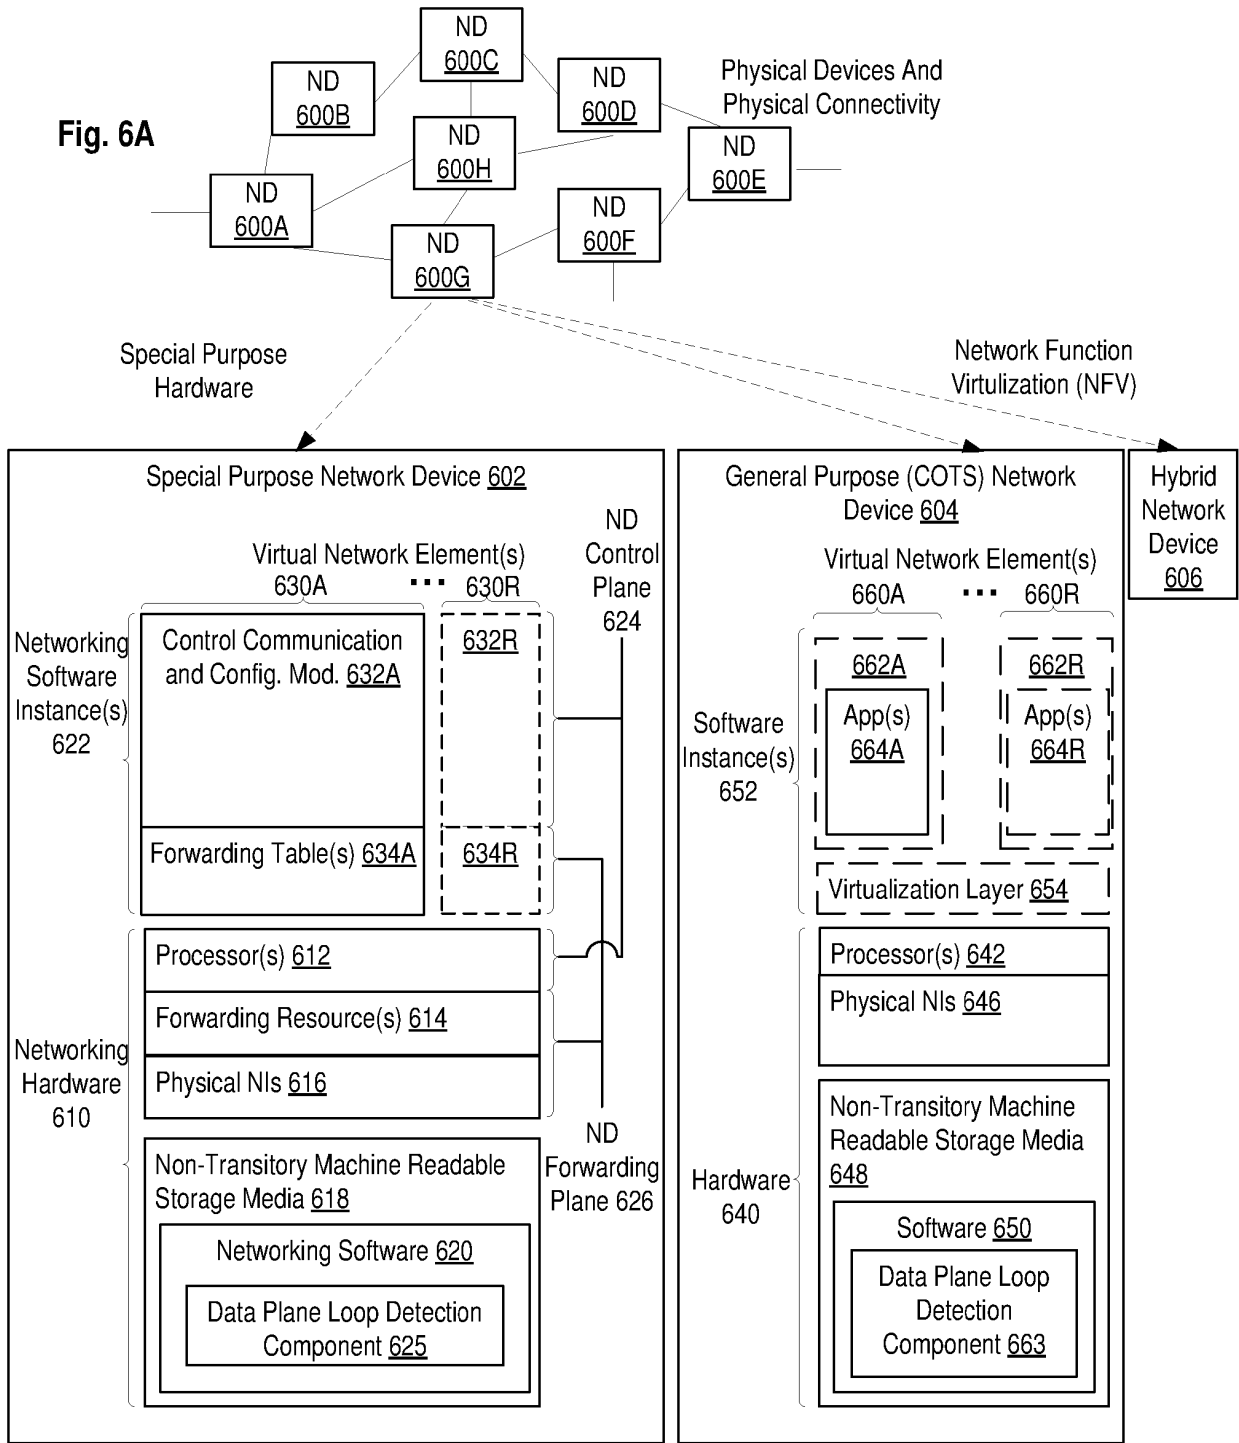 Fig. 6A
ND
600C
ND
600B
ND
600D
Physical Devices And
Physical Connectivity
ND
600H
ND
600E
ND
600A
ND
600F
ND
600G
Special Purpose
Hardware
Network Function
Virtulization (NFV)
Special Purpose Network Device 602
ND
Control
Plane
624
Virtual Network Element(s)
630A
...
630R
Networking
Software
Instance(s)
622
Control Communication
and Config. Mod. 632A
632R
Forwarding Table(s) 634A
634R
Networking
Hardware
610
Processor(s) 612
Forwarding Resource(s) 614
Physical NIs 616
ND
Forwarding
Plane 626
Non-Transitory Machine Readable
Storage Media 618
Networking Software 620
Data Plane Loop Detection
Component 625
General Purpose (COTS) Network
Device 604
Virtual Network Element(s)
660A
...
660R
Software
Instance(s)
652
662A
App(s)
664A
662R
App(s)
664R
Virtualization Layer 654
Hardware
640
Processor(s) 642
Physical NIs 646
Non-Transitory Machine
Readable Storage Media
648
Software 650
Data Plane Loop
Detection
Component 663
Hybrid
Network
Device
606